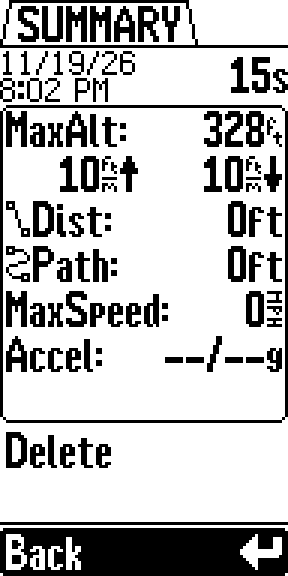 SUMMARY
11/19/26
8:02 PM
15s
MaxAlt: 328ft
10ft/m 10ft/m
Dist: 0ft
Path: 0ft
MaxSpeed: 0MPH
Accel: --/--g
Delete
Back